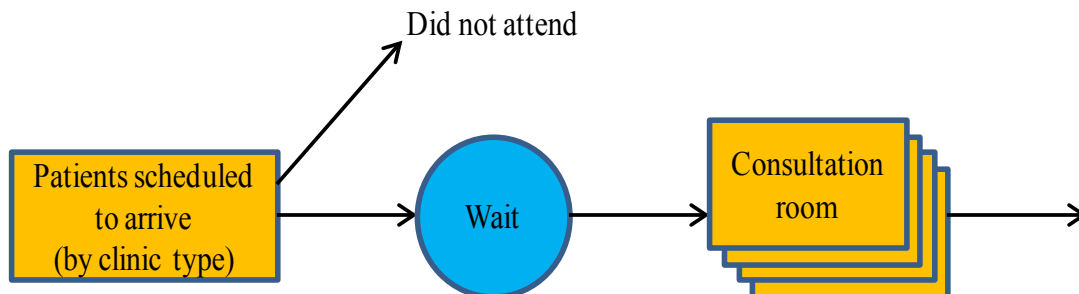 Did not attend
Patients scheduled
to arrive
(by clinic type)
Wait
Consultation
room